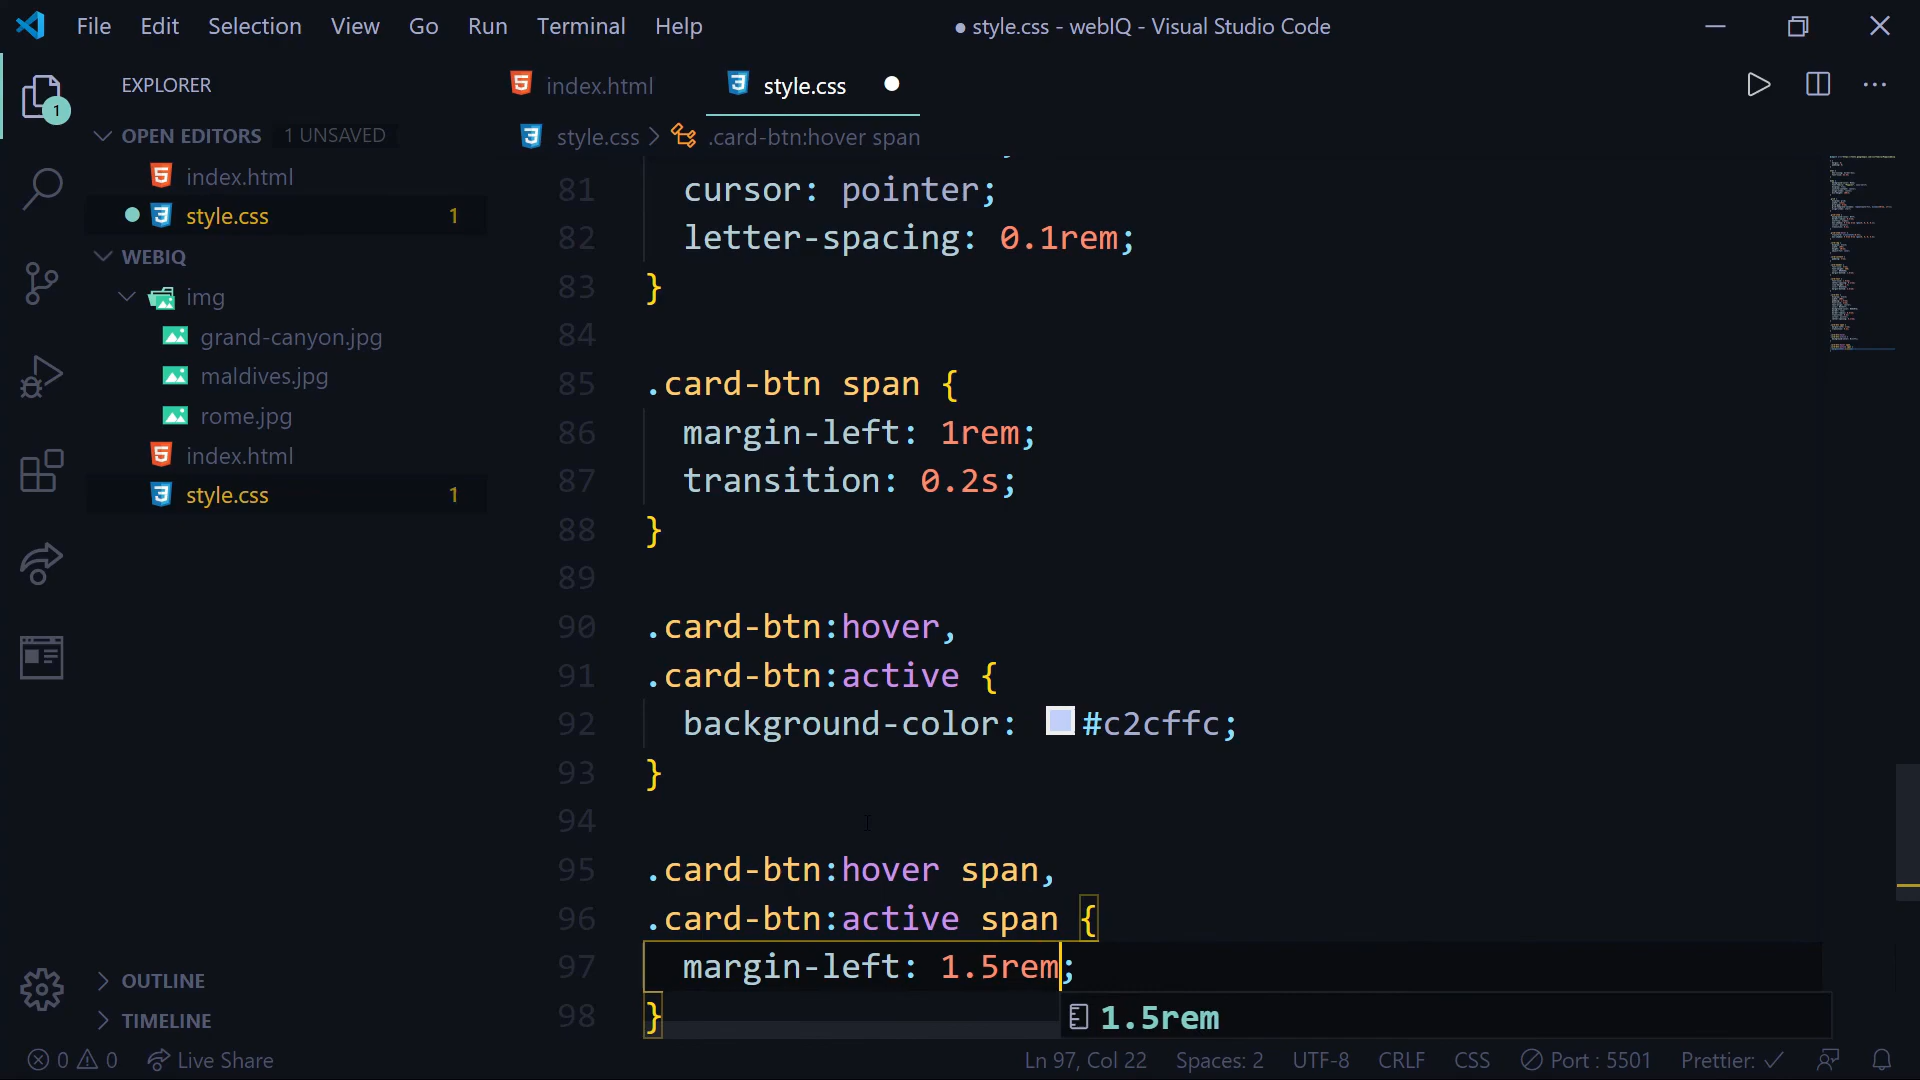 File Edit Selection View Go Run Terminal Help
● style.css - webIQ - Visual Studio Code
EXPLORER
1
OPEN EDITORS 1 UNSAVED
index.html
style.css 1
WEBIQ
img
grand-canyon.jpg
maldives.jpg
rome.jpg
index.html
style.css 1
OUTLINE
TIMELINE
index.html
style.css
style.css > .card-btn:hover span
81 cursor: pointer;
82 letter-spacing: 0.1rem;
83 }
84
85 .card-btn span {
86 margin-left: 1rem;
87 transition: 0.2s;
88 }
89
90 .card-btn:hover,
91 .card-btn:active {
92 background-color: #c2cffc;
93 }
94
95 .card-btn:hover span,
96 .card-btn:active span {
97 margin-left: 1.5rem;
98 }
1.5rem
0 0 Live Share
Ln 97, Col 22 Spaces: 2 UTF-8 CRLF CSS Port : 5501 Prettier: ✓